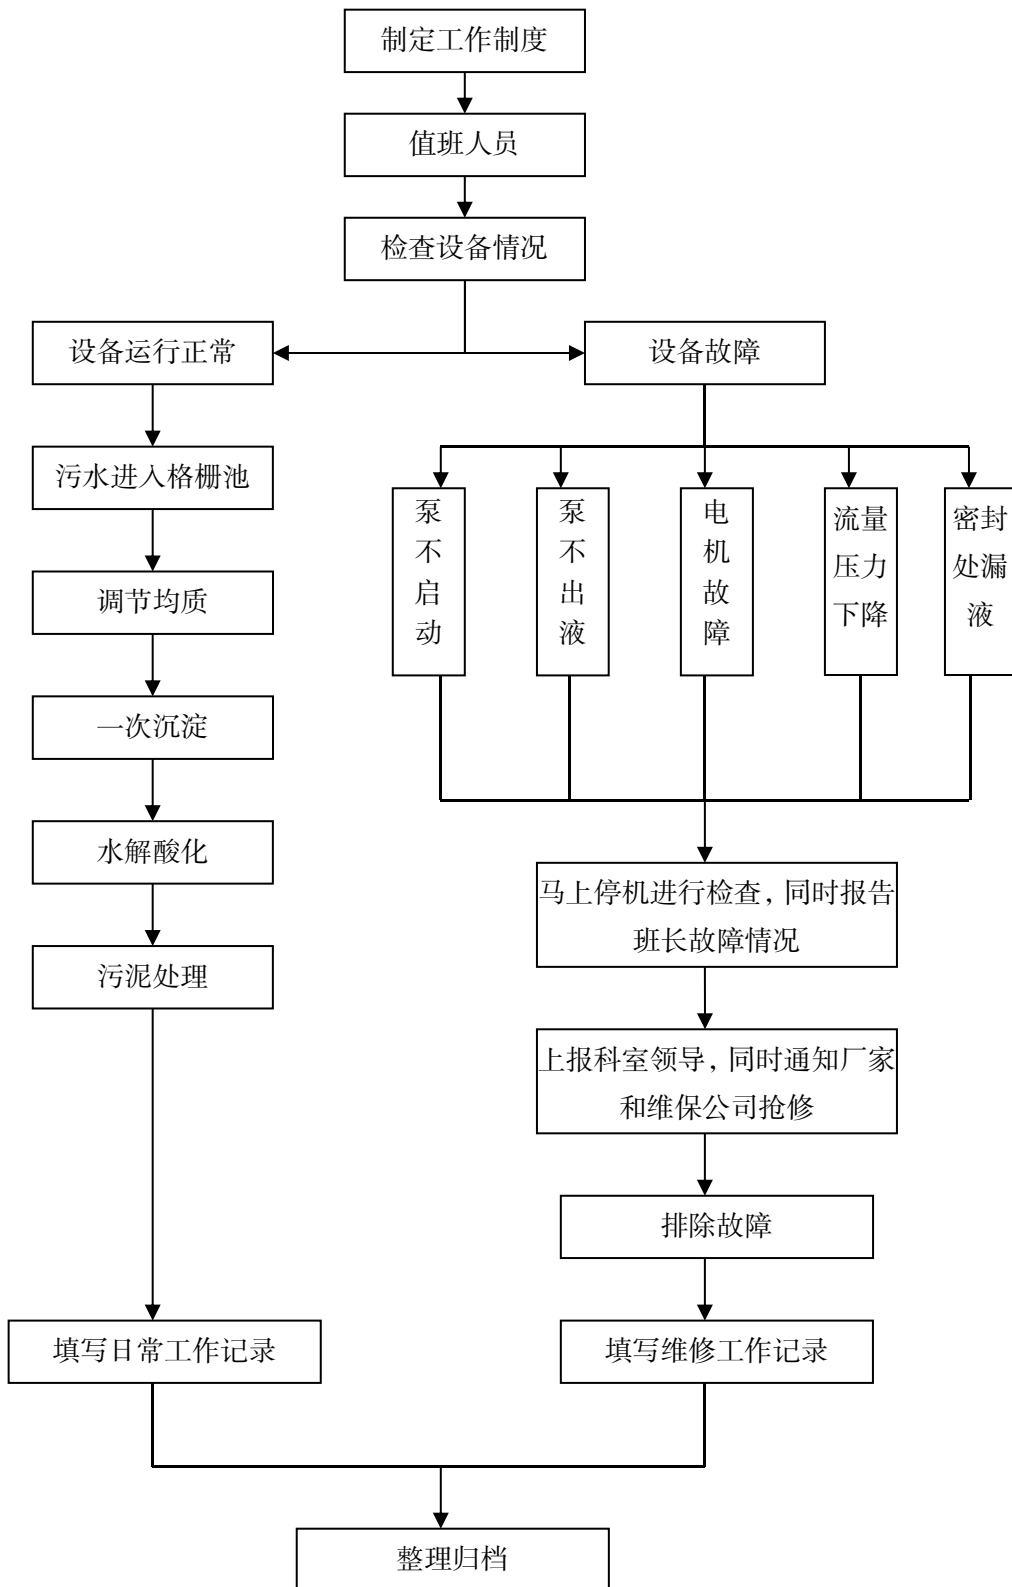 制定工作制度
值班人员
检查设备情况
设备运行正常
设备故障
污水进入格栅池
调节均质
一次沉淀
水解酸化
污泥处理
泵不启动
泵不出液
电机故障
流量
压力
下降
密封
处漏
液
马上停机进行检查，同时报告
班长故障情况
上报科室领导，同时通知厂家
和维保公司抢修
排除故障
填写日常工作记录
填写维修工作记录
整理归档